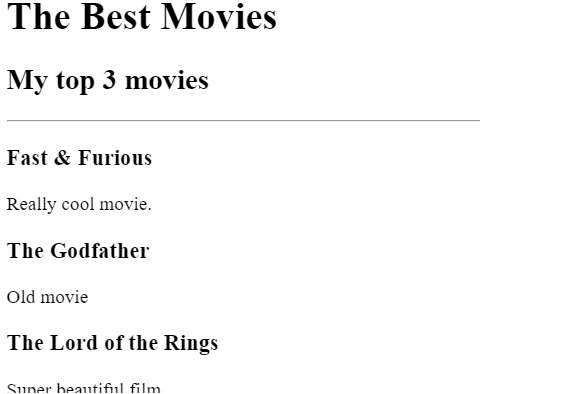 The Best Movies
My top 3 movies
Fast & Furious
Really cool movie.
The Godfather
Old movie
The Lord of the Rings
Super beautiful film